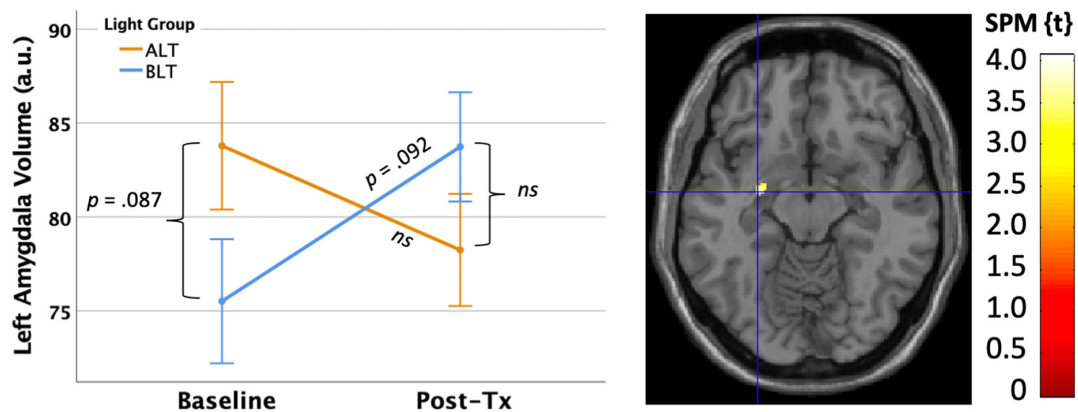 Left Amygdala Volume (a.u.)
90
85
80
75
Light Group
ALT
BLT
p = .087
p = .092
ns
ns
Baseline
Post-Tx
SPM {t}
4.0
3.5
3.0
2.5
2.0
1.5
1.0
0.5
0